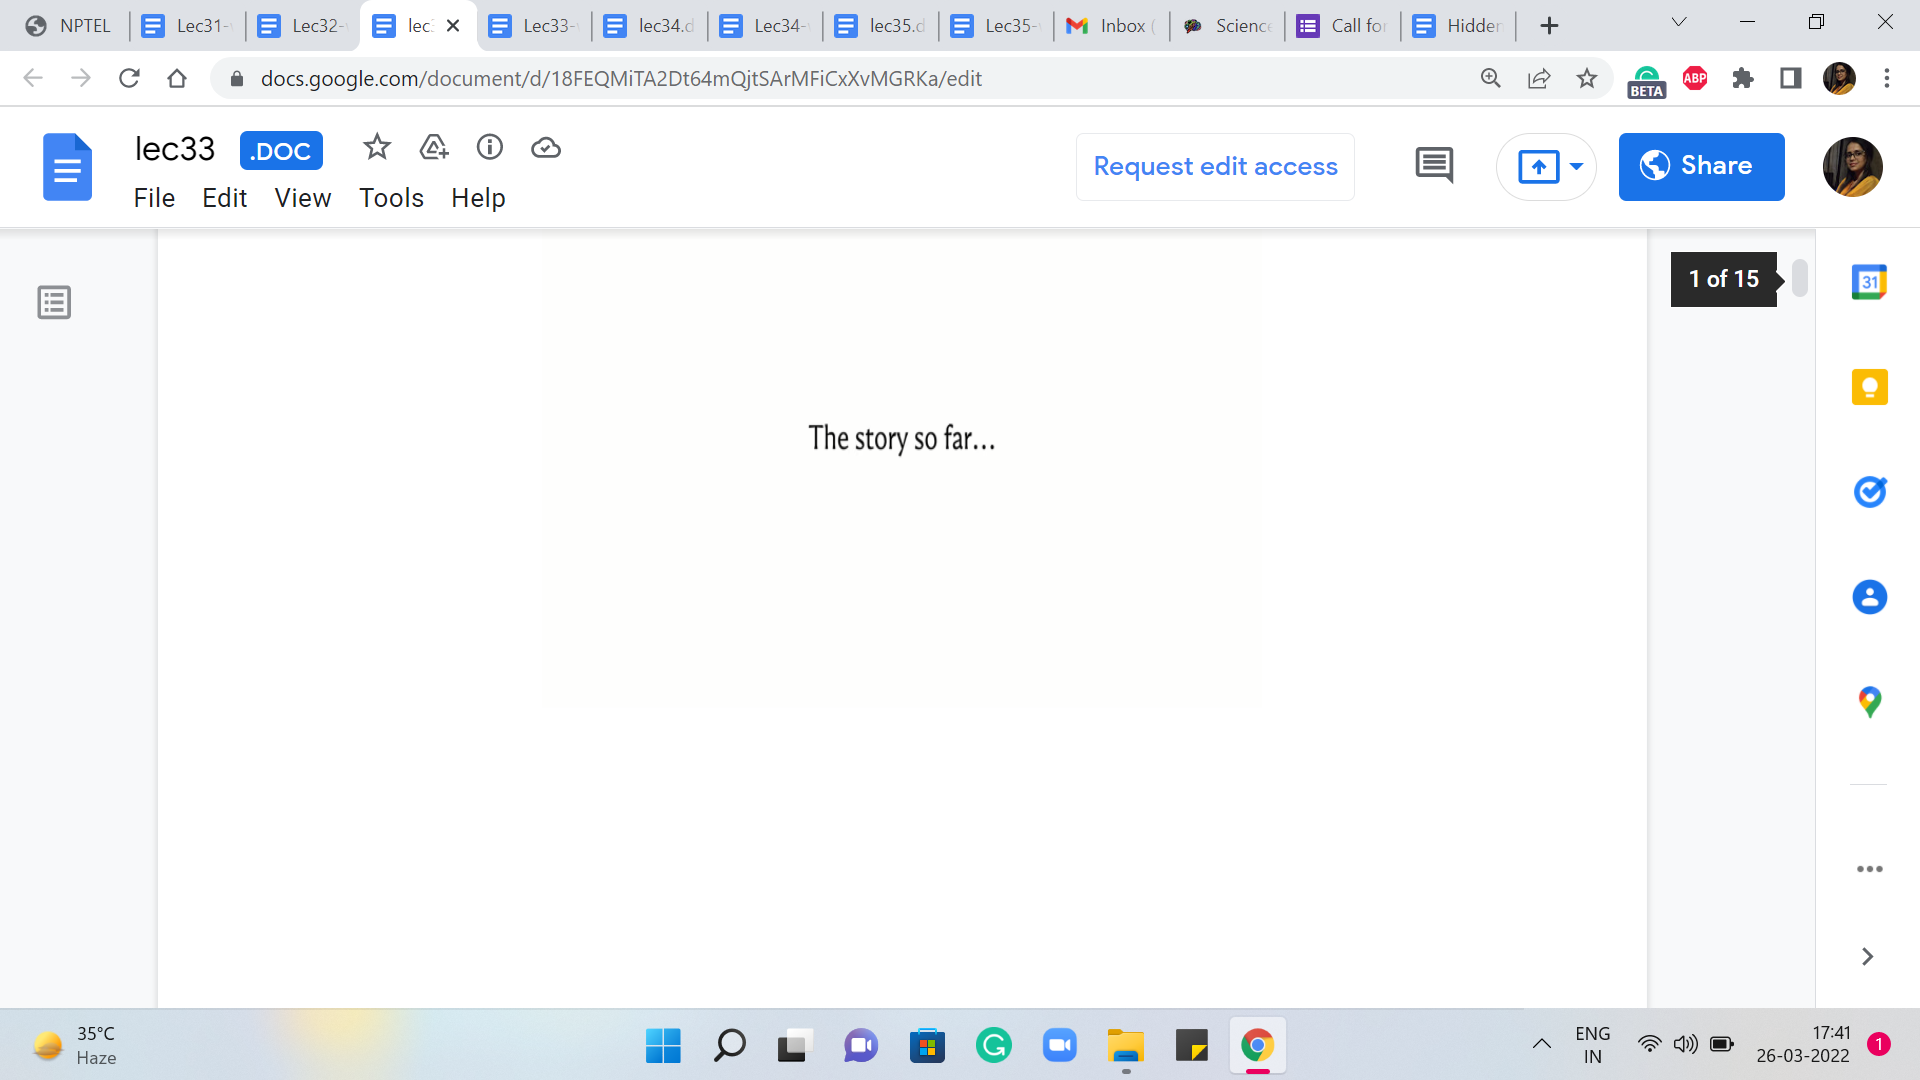 NPTEL
Lec31-
Lec32-
lec3
Lec33-
lec34.d
Lec34-
lec35.d
Lec35-
Inbox (
Science
Call for
Hidden
docs.google.com/document/d/18FEQMiTA2Dt64mQjtSArMFiCxXvMGRKa/edit
BETA
ABP
lec33
.DOC
File Edit View Tools Help
Request edit access
Share
1 of 15
31
The story so far...
35°C
Haze
ENG
IN
17:41
26-03-2022
1